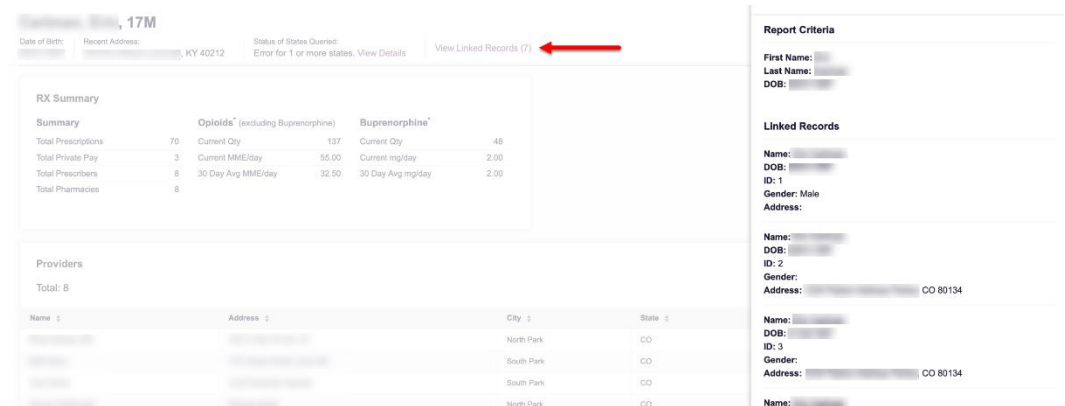 , 17M
Date of Birth:
Recent Address:
, KY 40212
Status of States Queried:
Error for 1 or more states. View Details
View Linked Records (7)
RX Summary
Summary
Total Prescriptions 70
Total Private Pay 3
Total Prescribers 8
Total Pharmacies 8
Opioids* (excluding Buprenorphine)
Current Qty 137
Current MME/day 55.00
30 Day Avg MME/day 32.50
Buprenorphine*
Current Qty 48
Current mg/day 2.00
30 Day Avg mg/day 2.00
Providers
Total: 8
Name Address City State
North Park CO
South Park CO
South Park CO
North Park CO
Report Criteria
First Name:
Last Name:
DOB:
Linked Records
Name:
DOB:
ID: 1
Gender: Male
Address:
Name:
DOB:
ID: 2
Gender:
Address: CO 80134
Name:
DOB:
ID: 3
Gender:
Address: , CO 80134
Name: